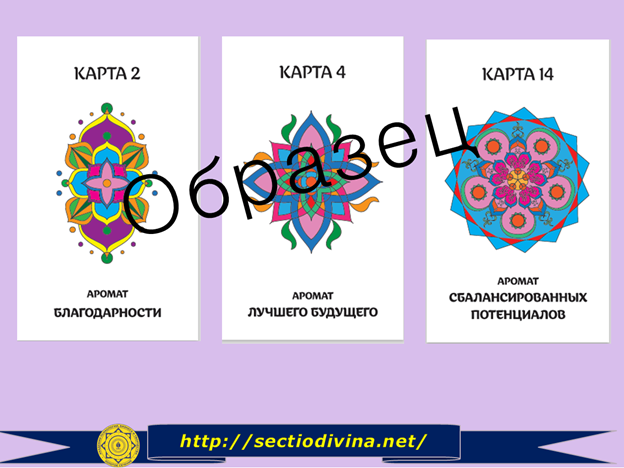 КАРТА 2
АРОМАТ
БЛАГОДАРНОСТИ
КАРТА 4
АРОМАТ
ЛУЧШЕГО БУДУЩЕГО
КАРТА 14
АРОМАТ
СБАЛАНСИРОВАННЫХ
ПОТЕНЦИАЛОВ
Образец
http://sectiodivina.net/